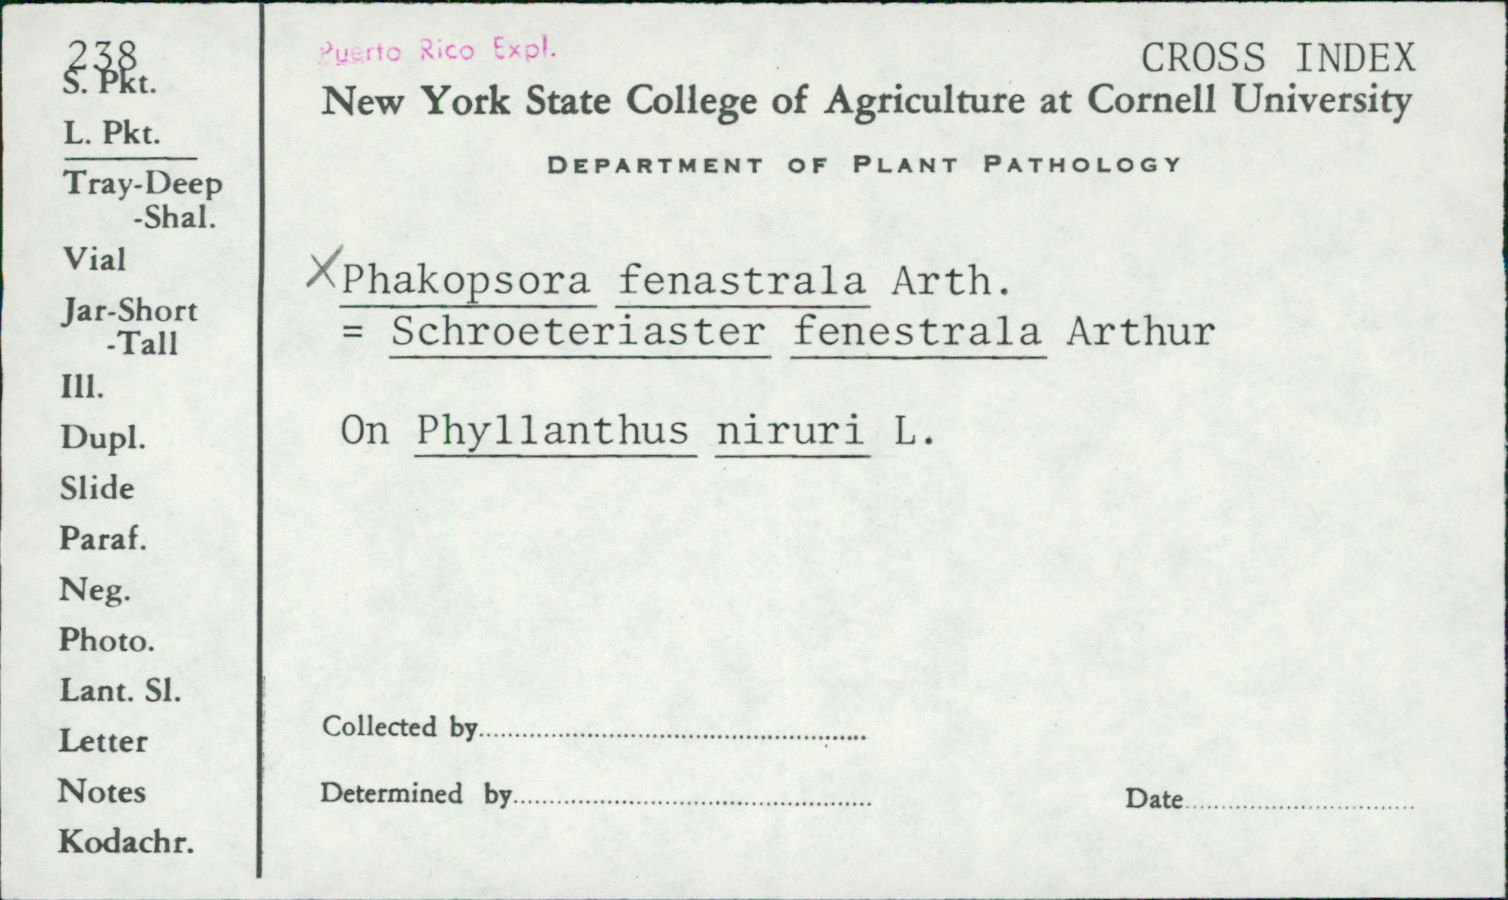 238
S. Pkt.
L. Pkt.
Tray-Deep
-Shal.
Vial
Jar-Short
-Tall
Ill.
Dupl.
Slide
Paraf.
Neg.
Photo.
Lant. Sl.
Letter
Notes
Kodachr.
Puerto Rico Expl.
CROSS INDEX
New York State College of Agriculture at Cornell University
DEPARTMENT OF PLANT PATHOLOGY
X Phakopsora fenastrala Arth.
= Schroeteriaster fenestrala Arthur
On Phyllanthus niruri L.
Collected by
Determined by
Date